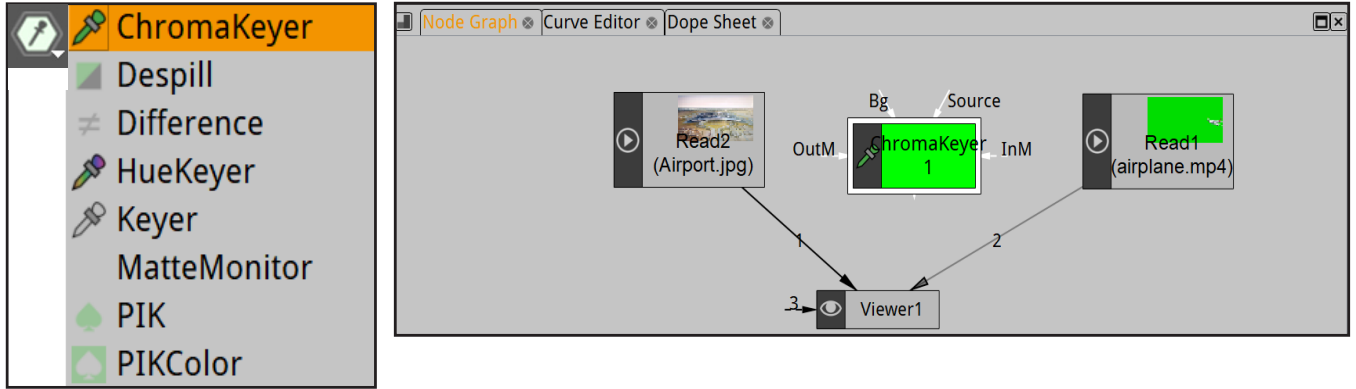 ChromaKeyer
Despill
Difference
HueKeyer
Keyer
MatteMonitor
PIK
PIKColor
Node Graph
Curve Editor
Dope Sheet
Read2
(Airport.jpg)
Bg
Source
OutM
ChromaKeyer
1
InM
Read1
(airplane.mp4)
1
2
3
Viewer1